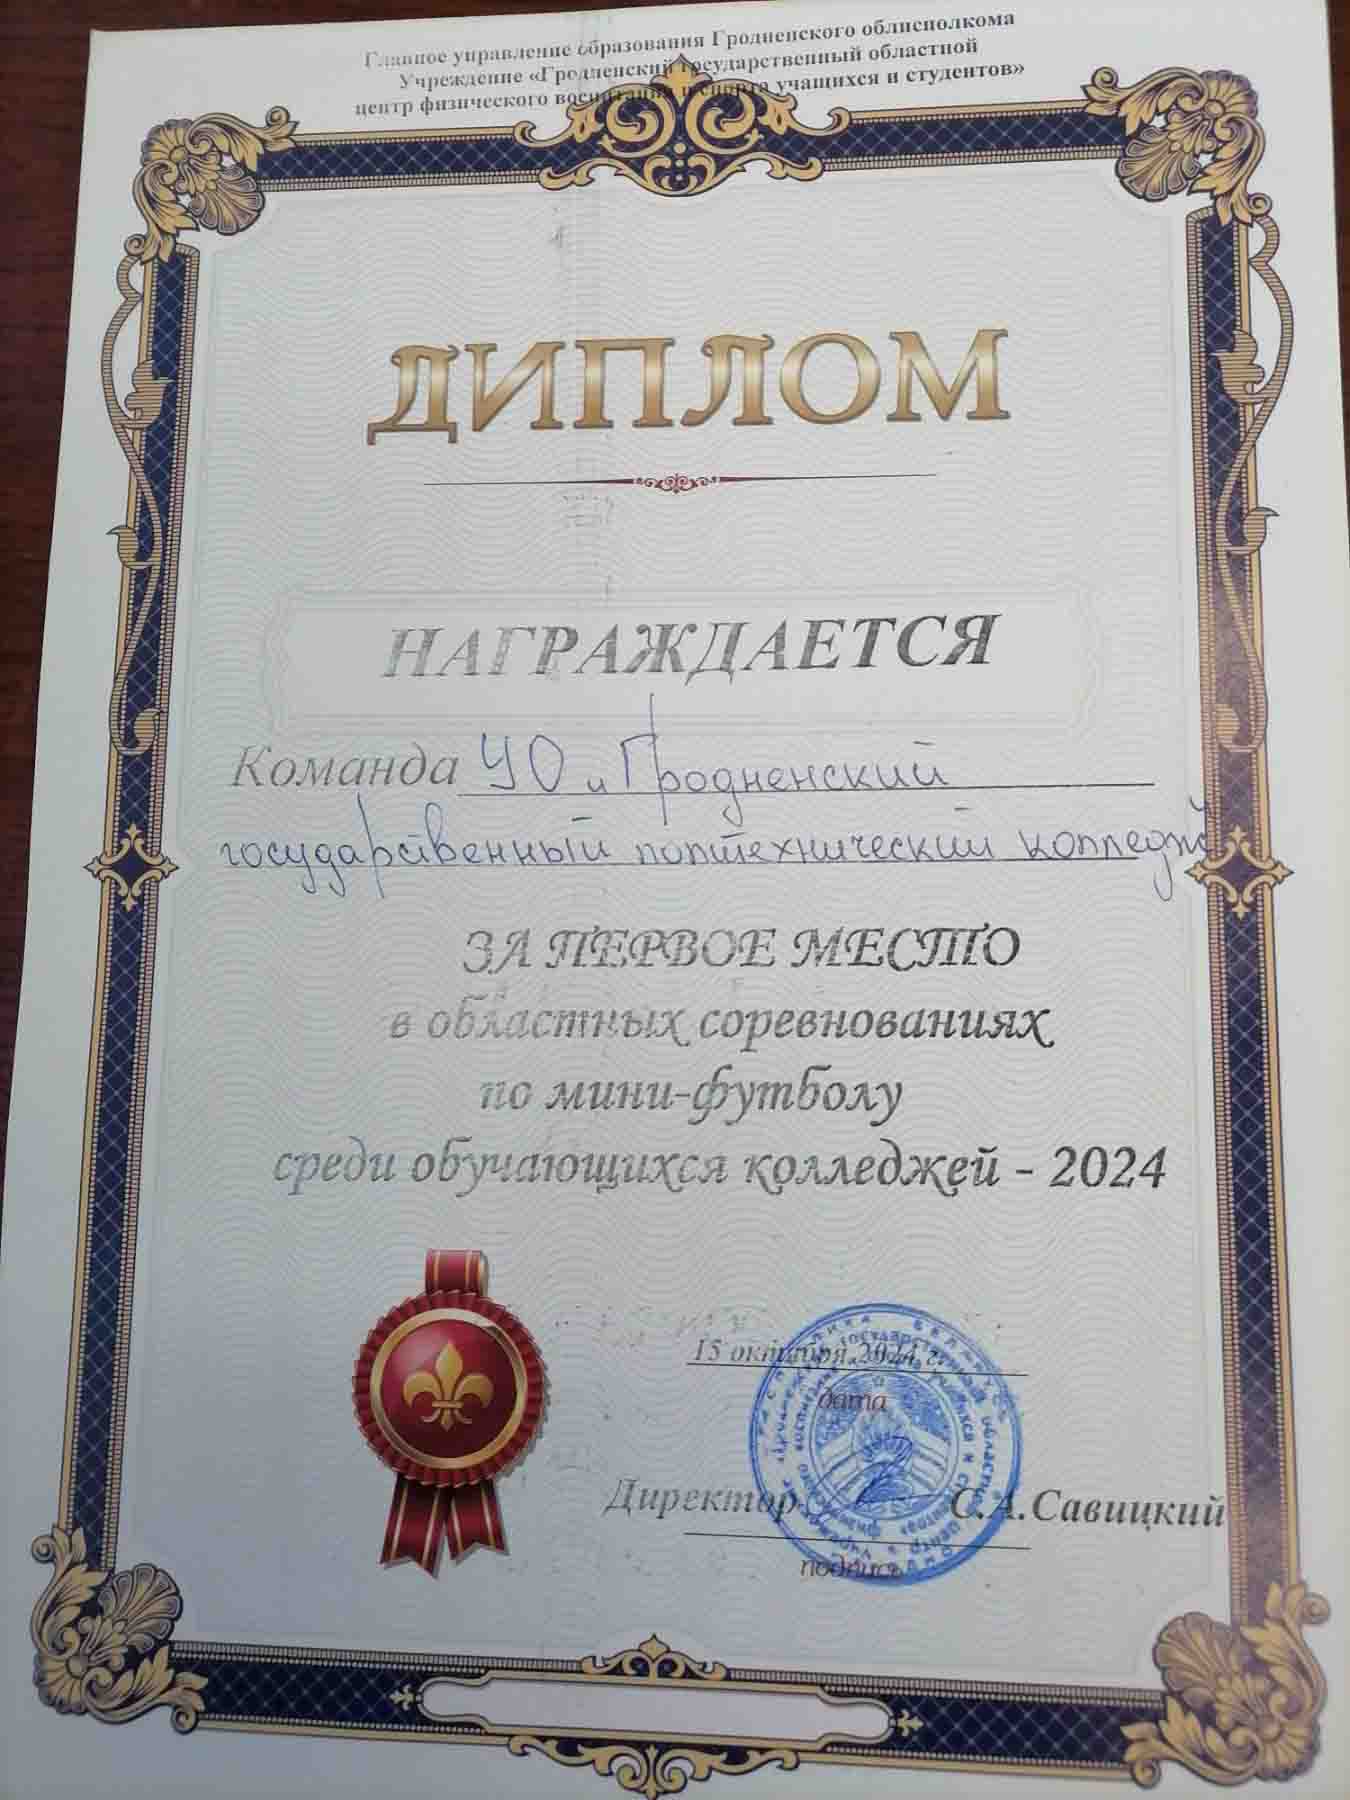 Главное управление образования Гродненского облисполкома
Учреждение «Гродненский государственный областной
центр физического воспитания и спорта учащихся и студентов»
ДИПЛОМ
НАГРАЖДАЕТСЯ
Команда УО „Гродненский
государственный политехнический колледж
ЗА ПЕРВОЕ МЕСТО
в областных соревнованиях
по мини-футболу
среди обучающихся колледжей - 2024
15 октября 2024 г.
дата
Директор С.А.Савицкий
подпись